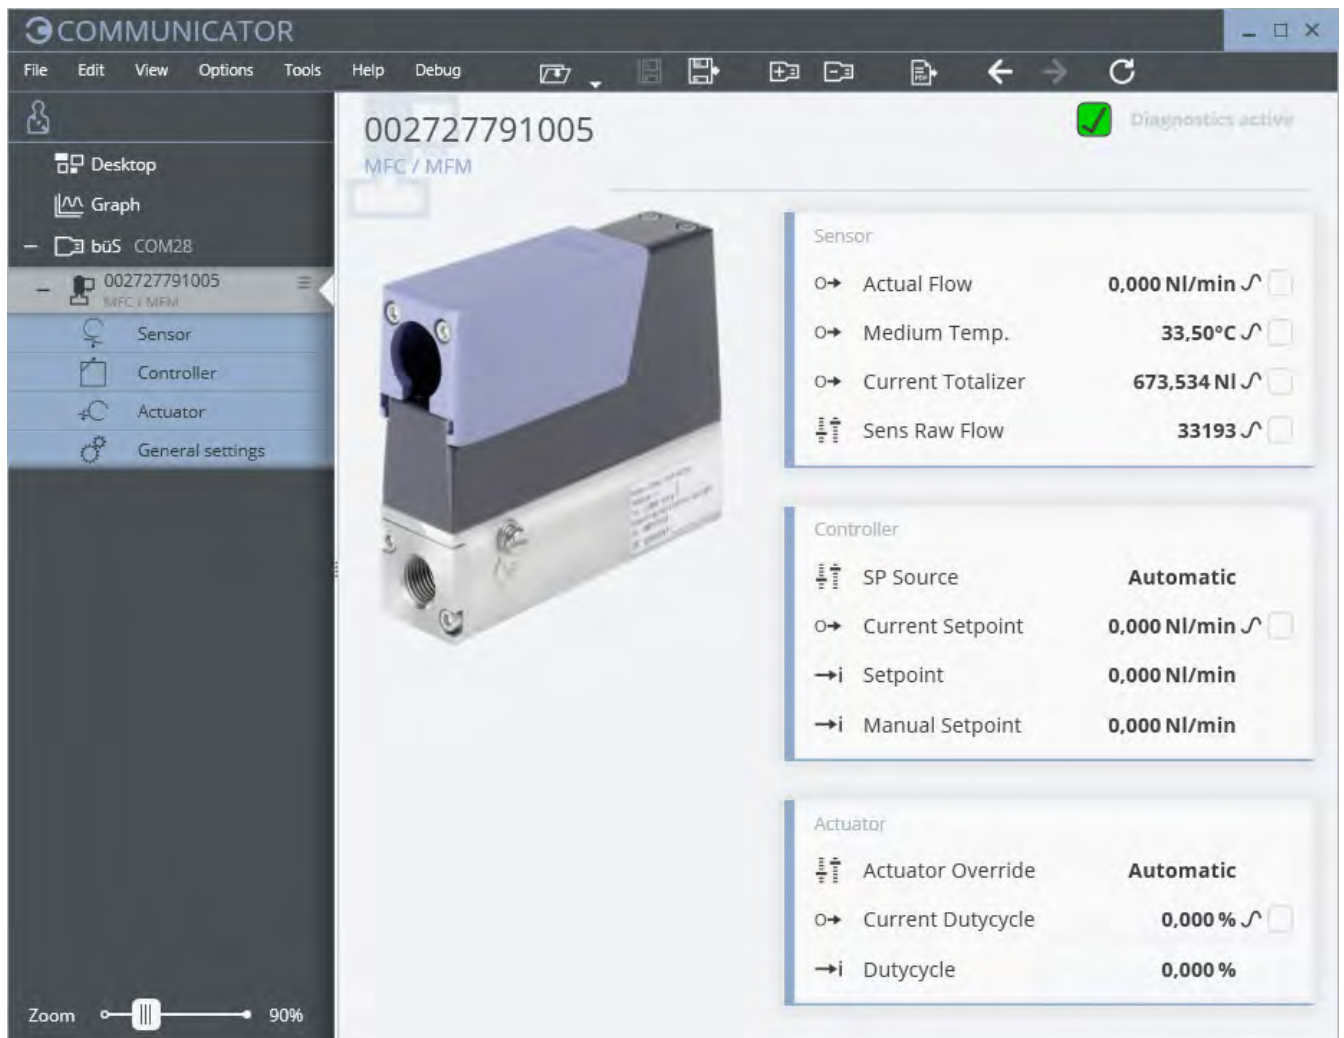 COMMUNICATOR
File Edit View Options Tools Help Debug
Desktop
Graph
büS COM28
002727791005
MFC / MFM
Sensor
Controller
Actuator
General settings
Zoom 90%
002727791005
MFC / MFM
Diagnostics active
Sensor
Actual Flow 0,000 Nl/min
Medium Temp. 33,50°C
Current Totalizer 673,534 Nl
Sens Raw Flow 33193
Controller
SP Source Automatic
Current Setpoint 0,000 Nl/min
Setpoint 0,000 Nl/min
Manual Setpoint 0,000 Nl/min
Actuator
Actuator Override Automatic
Current Dutycycle 0,000 %
Dutycycle 0,000 %